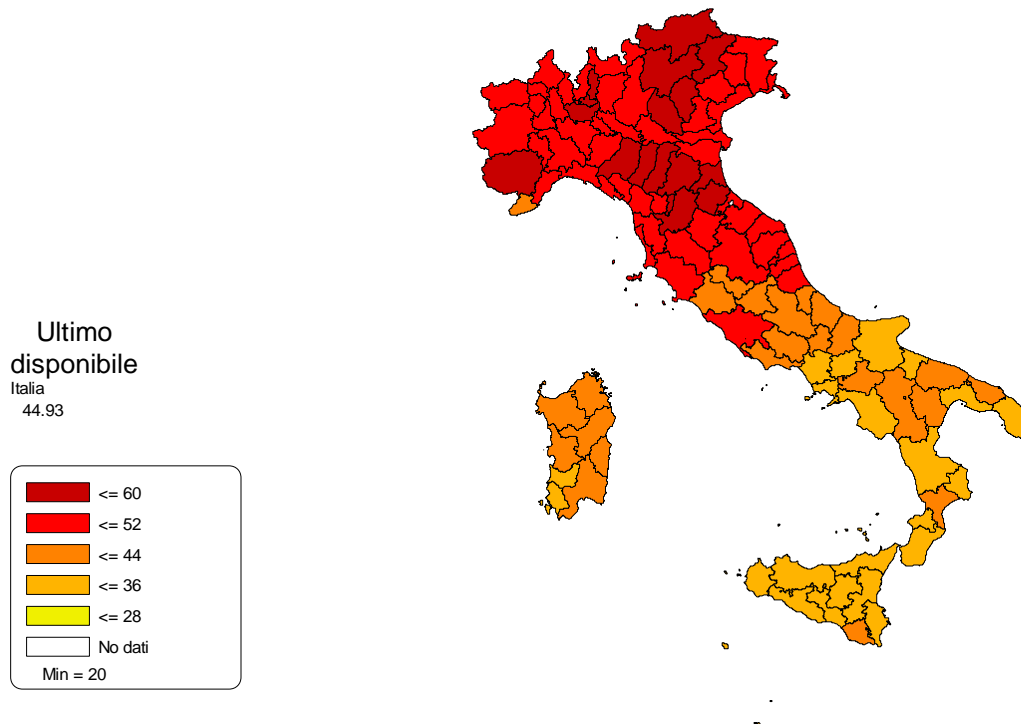 Ultimo
disponibile
Italia
44.93
<= 60
<= 52
<= 44
<= 36
<= 28
No dati
Min = 20